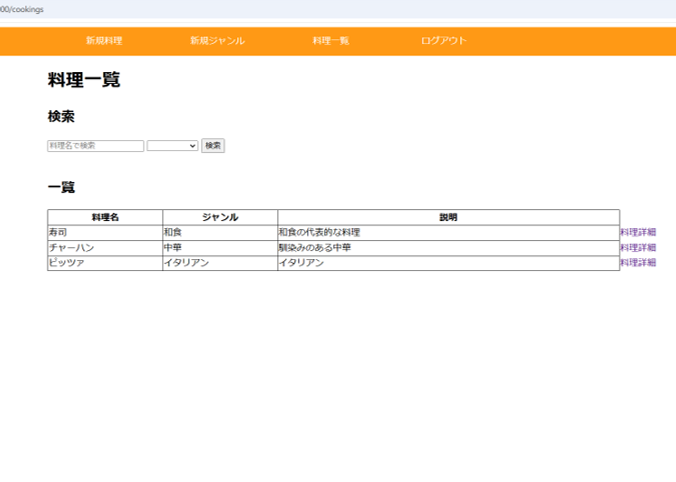 00/cookings
新規料理 新規ジャンル 料理一覧 ログアウト
料理一覧
検索
料理名で検索 検索
一覧
料理名 ジャンル 説明
寿司 和食 和食の代表的な料理 料理詳細
チャーハン 中華 馴染みのある中華 料理詳細
ピッツァ イタリアン イタリアン 料理詳細